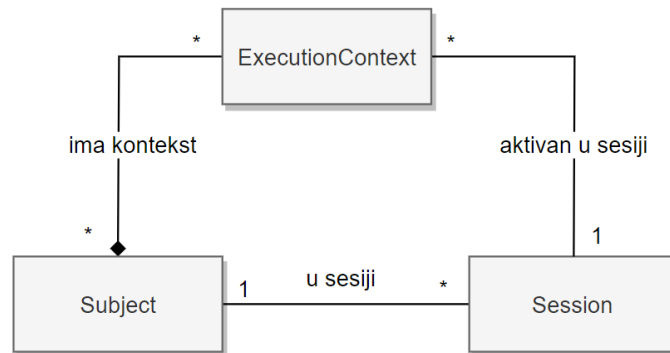 * ExecutionContext *
ima kontekst aktivan u sesiji
* 1
Subject 1 u sesiji * Session